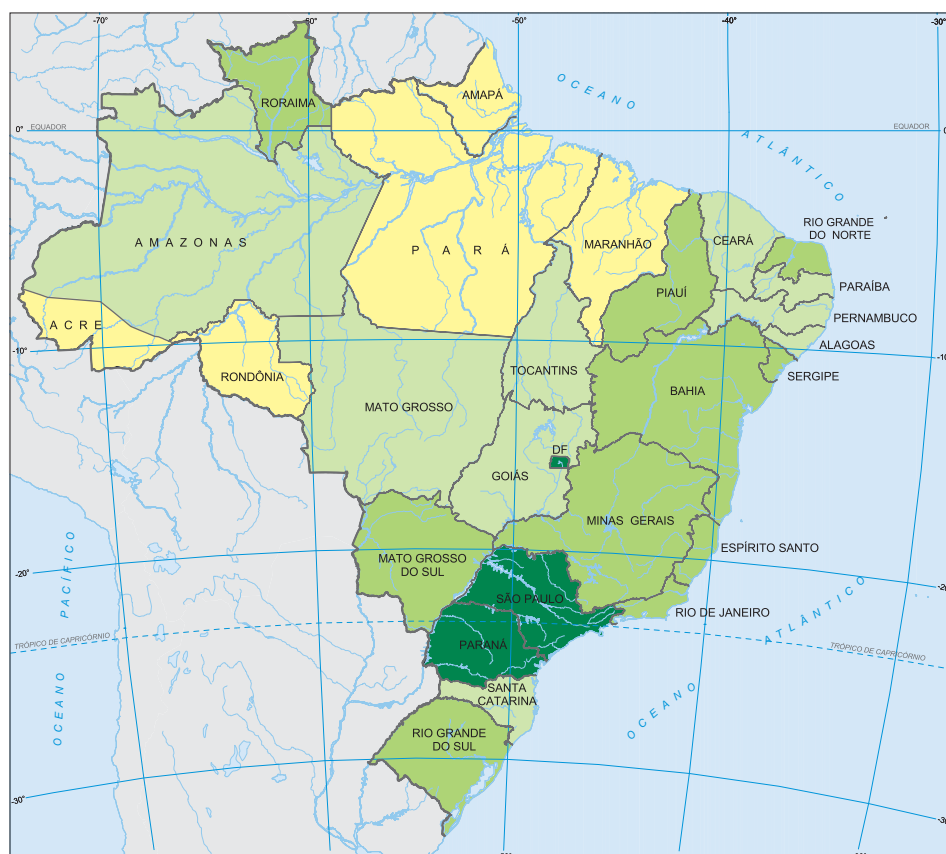 -70°
-60°
-50°
-40°
-30°
OCEANO
ATLÂNTICO
RORAIMA
AMAPÁ
0°
EQUADOR
EQUADOR
AMAZONAS
PARÁ
MARANHÃO
CEARÁ
RIO GRANDE
DO NORTE
PIAUÍ
PARAÍBA
PERNAMBUCO
ALAGOAS
SERGIPE
ACRE
-10°
-10°
RONDÔNIA
TOCANTINS
MATO GROSSO
BAHIA
DF
GOIÁS
MINAS GERAIS
ESPÍRITO SANTO
MATO GROSSO
DO SUL
-20°
SÃO PAULO
RIO DE JANEIRO
OCEANO PACÍFICO
TRÓPICO DE CAPRICÓRNIO
TRÓPICO DE CAPRICÓRNIO
PARANÁ
SANTA
CATARINA
OCEANO ATLÂNTICO
RIO GRANDE
DO SUL
-30°